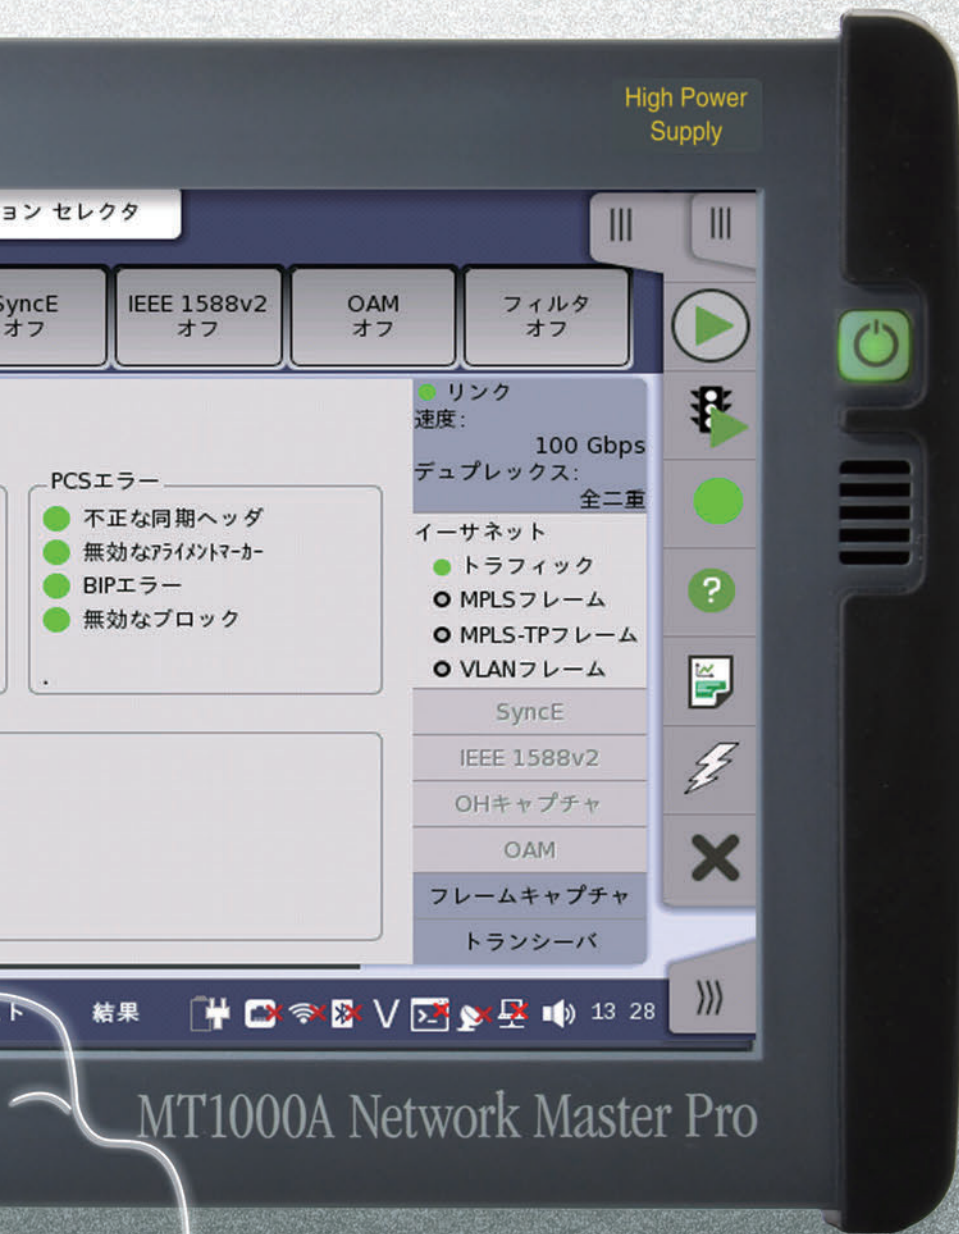 High Power
Supply
ョン セレクタ
SyncE
オフ
IEEE 1588v2
オフ
OAM
オフ
フィルタ
オフ
リンク
速度:
100 Gbps
デュプレックス:
全二重
PCSエラー
不正な同期ヘッダ
無効なｱﾗｲﾒﾝﾄﾏｰｶｰ
BIPエラー
無効なブロック
.
イーサネット
トラフィック
MPLSフレーム
MPLS-TPフレーム
VLANフレーム
SyncE
IEEE 1588v2
OHキャプチャ
OAM
フレームキャプチャ
トランシーバ
ト
結果
13 28
MT1000A Network Master Pro